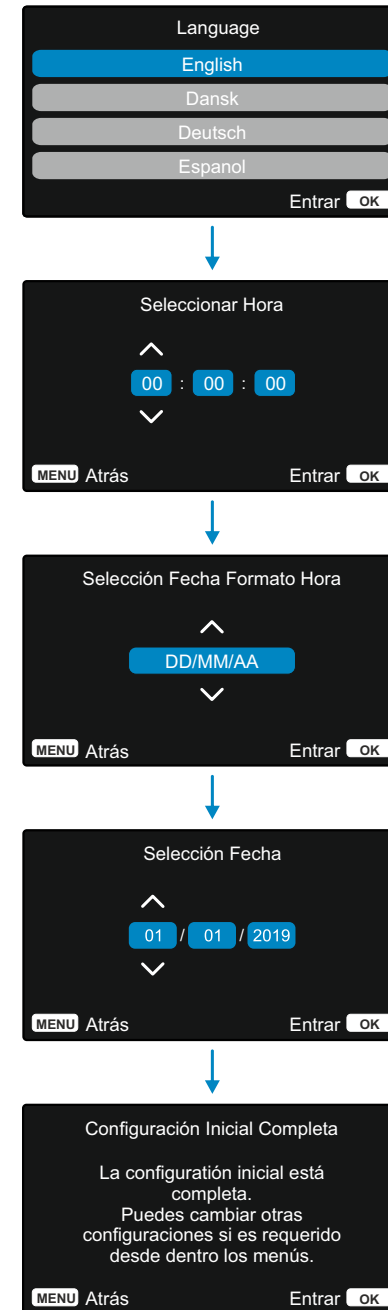 Language
English
Dansk
Deutsch
Espanol
Entrar OK
Seleccionar Hora
00 : 00 : 00
MENU Atrás Entrar OK
Selección Fecha Formato Hora
DD/MM/AA
MENU Atrás Entrar OK
Selección Fecha
01 / 01 / 2019
MENU Atrás Entrar OK
Configuración Inicial Completa
La configuratión inicial está
completa.
Puedes cambiar otras
configuraciones si es requerido
desde dentro los menús.
MENU Atrás Entrar OK